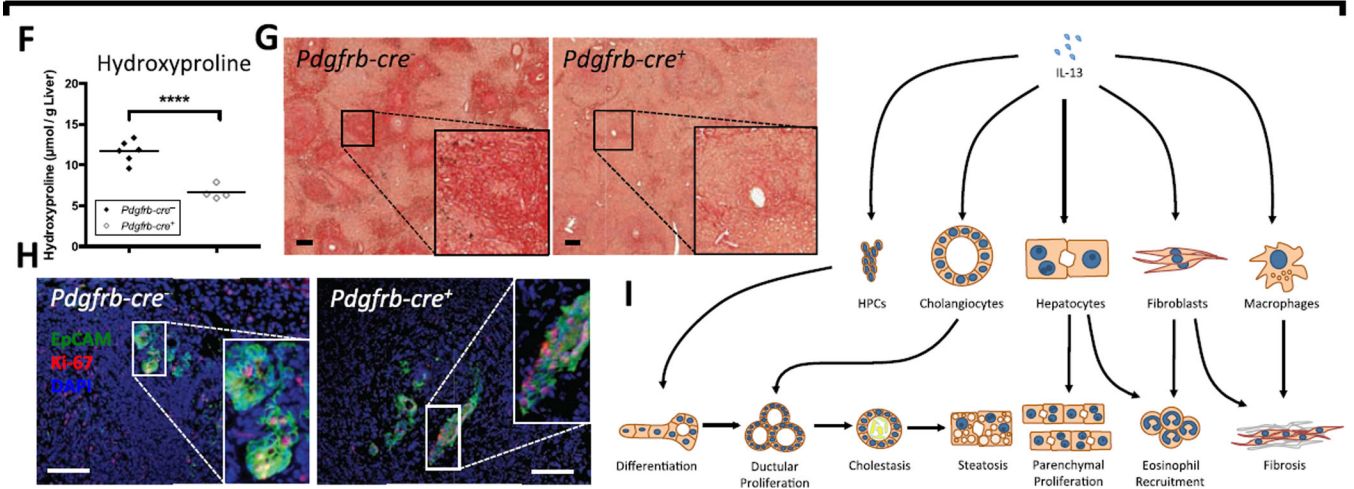 F
Hydroxyproline
Hydroxyproline (µmol / g Liver)
20
15
10
5
0
****
Pdgfrb-cre⁻
Pdgfrb-cre⁺
G
Pdgfrb-cre⁻
Pdgfrb-cre⁺
H
Pdgfrb-cre⁻
EpCAM
Ki-67
DAPI
Pdgfrb-cre⁺
I
IL-13
HPCs
Cholangiocytes
Hepatocytes
Fibroblasts
Macrophages
Differentiation
Ductular
Proliferation
Cholestasis
Steatosis
Parenchymal
Proliferation
Eosinophil
Recruitment
Fibrosis